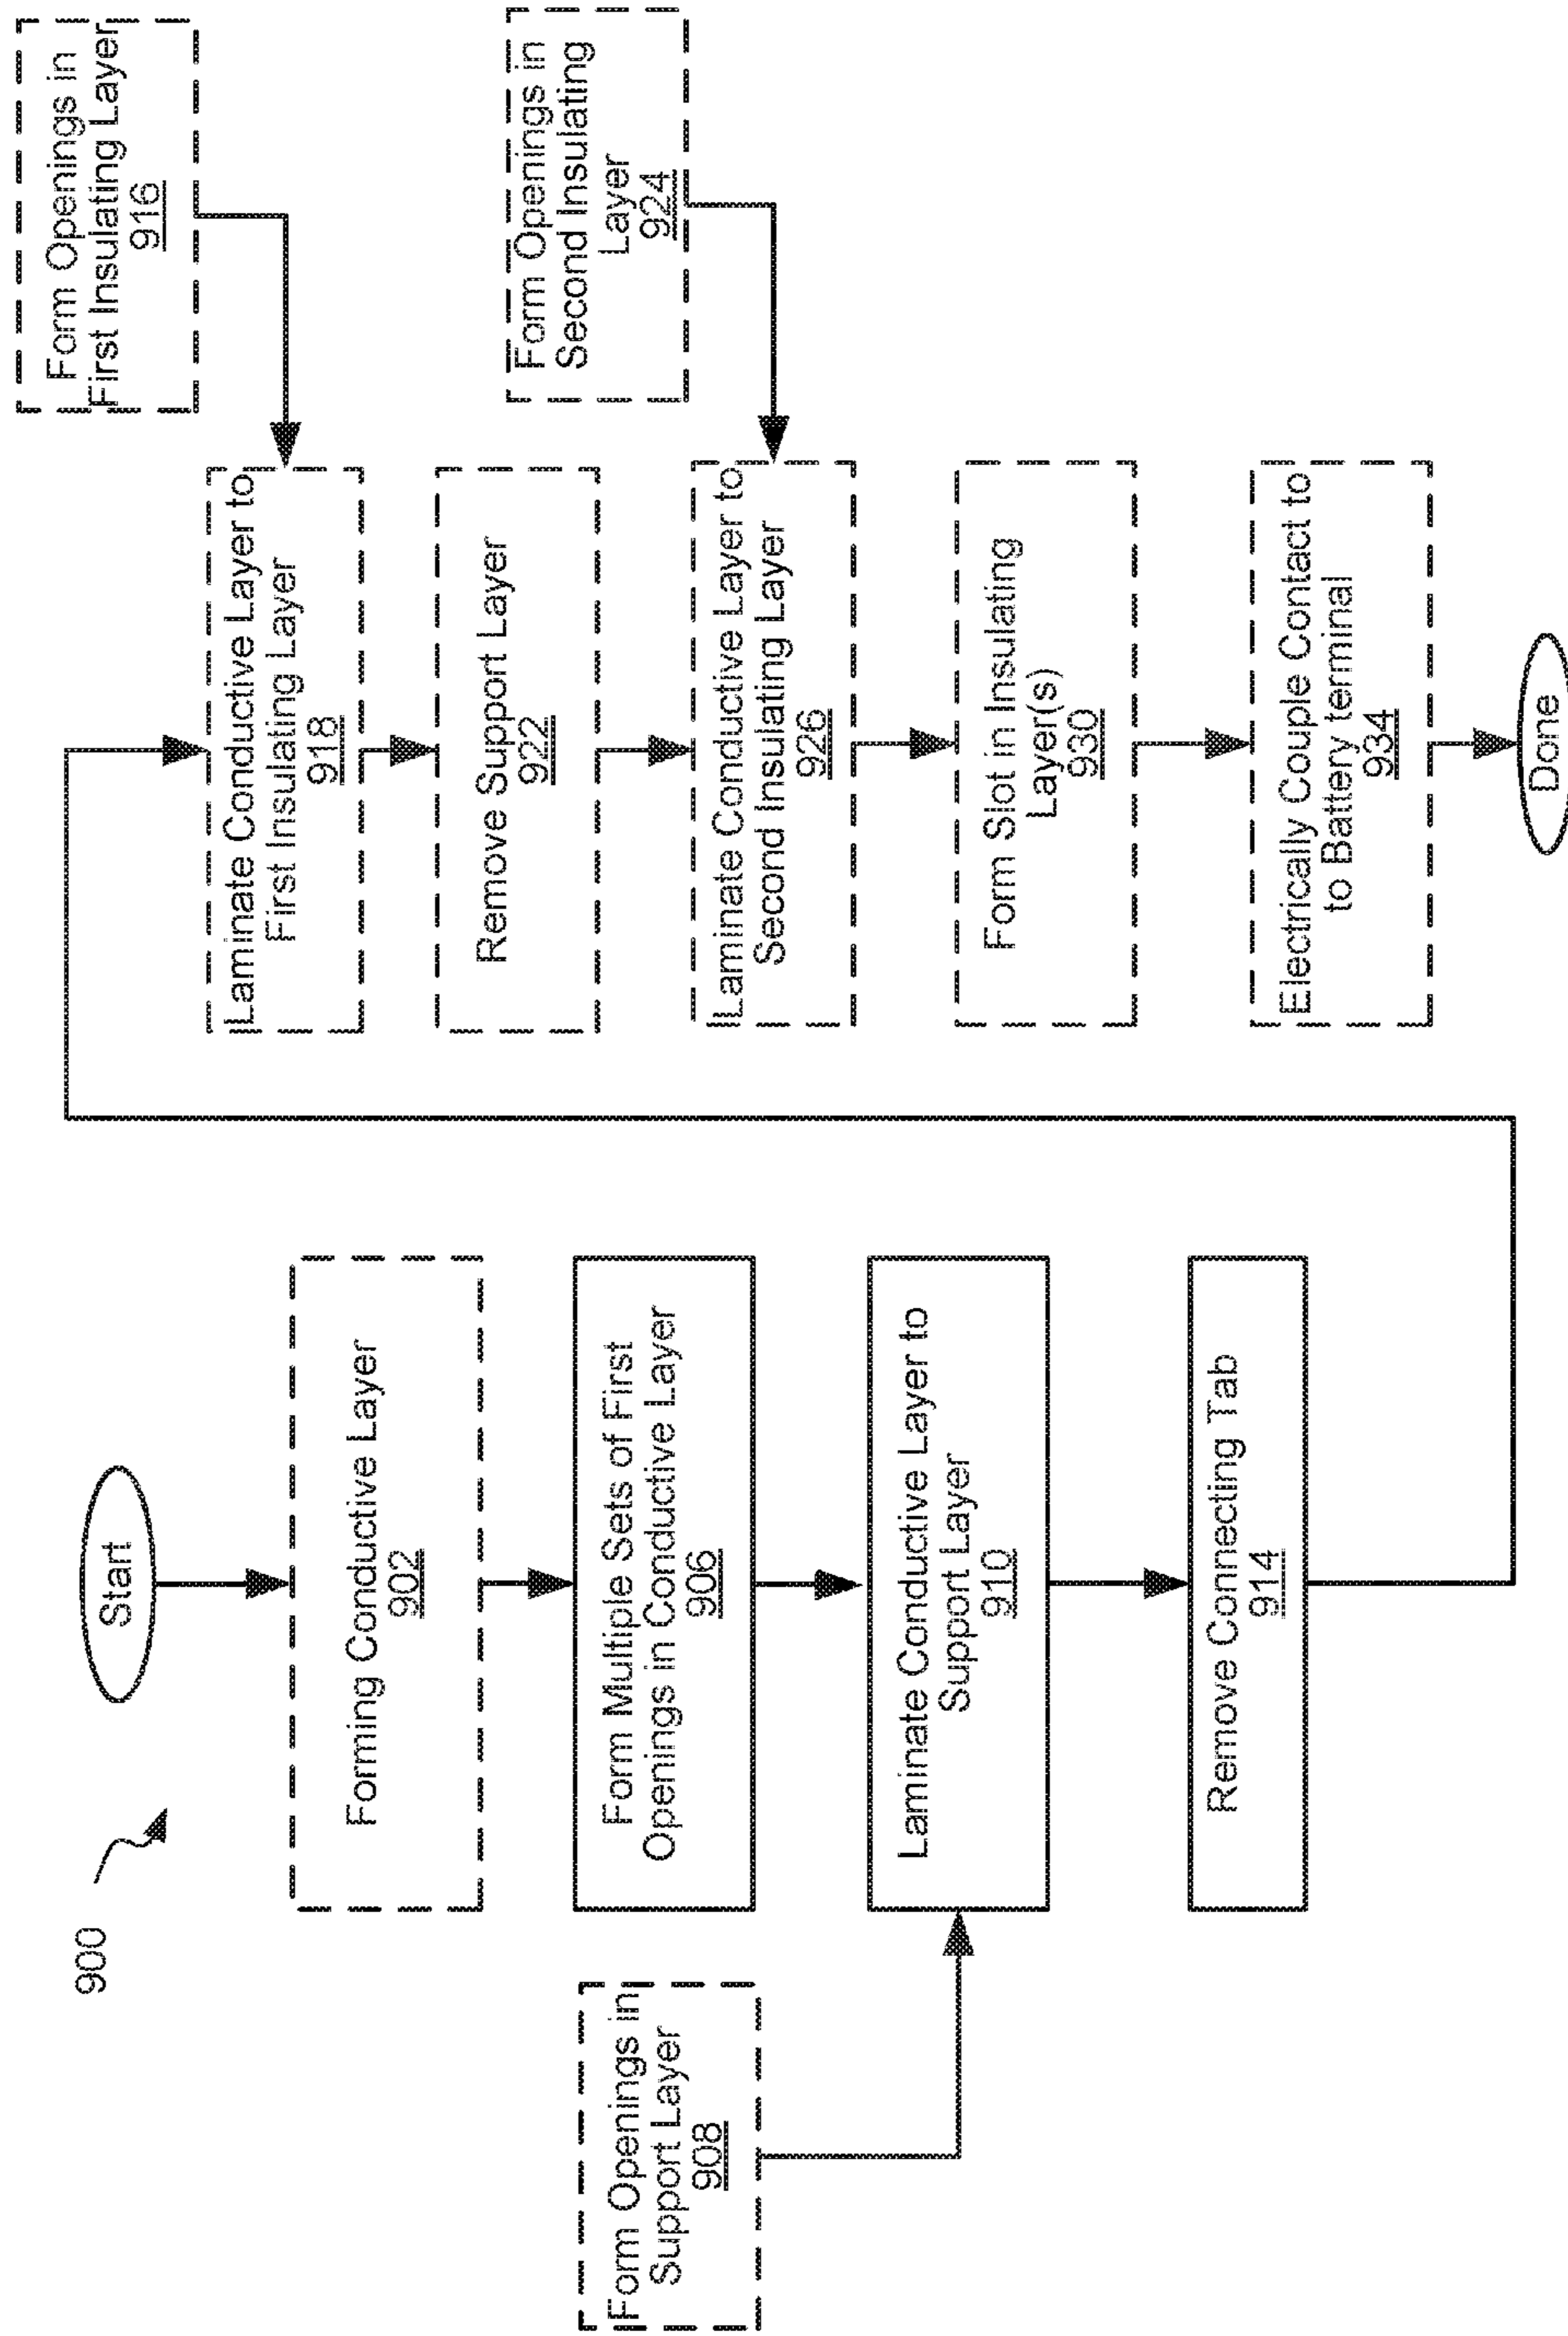 900
Start
Forming Conductive Layer
902
Form Multiple Sets of First
Openings in Conductive Layer
906
Form Openings in
Support Layer
908
Laminate Conductive Layer to
Support Layer
910
Remove Connecting Tab
914
Form Openings in
First Insulating Layer
916
Laminate Conductive Layer to
First Insulating Layer
918
Remove Support Layer
922
Form Openings in
Second Insulating
Layer
924
Laminate Conductive Layer to
Second Insulating Layer
926
Form Slot in Insulating
Layer(s)
930
Electrically Couple Contact to
to Battery terminal
934
Done